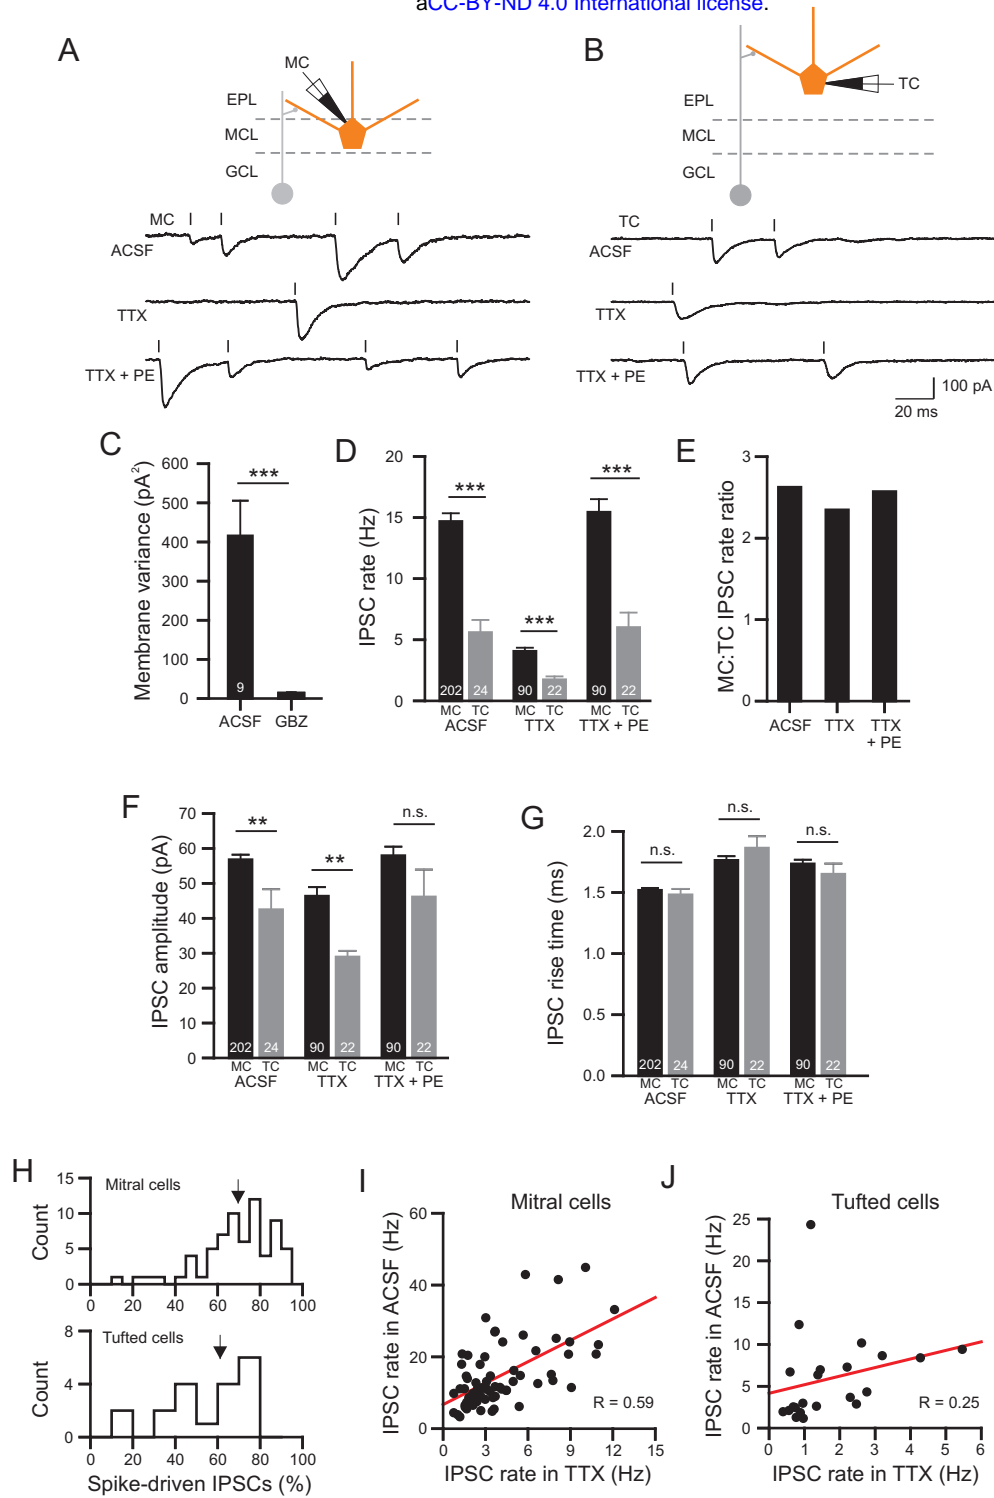 aCC-BY-ND 4.0 International license.
A
MC
EPL
MCL
GCL
MC
ACSF
TTX
TTX + PE
B
TC
EPL
MCL
GCL
TC
ACSF
TTX
TTX + PE
100 pA
20 ms
C
Membrane variance (pA²)
600
500
400
300
200
100
0
***
9
ACSF GBZ
D
IPSC rate (Hz)
20
15
10
5
0
*** *** ***
202 24 90 22 90 22
MC TC MC TC MC TC
ACSF TTX TTX + PE
E
MC:TC IPSC rate ratio
3
2
1
0
ACSF TTX TTX
+ PE
F
IPSC amplitude (pA)
70
60
50
40
30
20
10
0
** ** n.s.
202 24 90 22 90 22
MC TC MC TC MC TC
ACSF TTX TTX + PE
G
IPSC rise time (ms)
2.0
1.5
1.0
0.5
0.0
n.s. n.s. n.s.
202 24 90 22 90 22
MC TC MC TC MC TC
ACSF TTX TTX + PE
H
Mitral cells
Count
15
10
5
0
0 20 40 60 80 100
Tufted cells
Count
8
4
0
0 20 40 60 80 100
Spike-driven IPSCs (%)
I
Mitral cells
IPSC rate in ACSF (Hz)
60
40
20
0
R = 0.59
0 3 6 9 12 15
IPSC rate in TTX (Hz)
J
Tufted cells
IPSC rate in ACSF (Hz)
25
20
15
10
5
0
R = 0.25
0 1 2 3 4 5 6
IPSC rate in TTX (Hz)